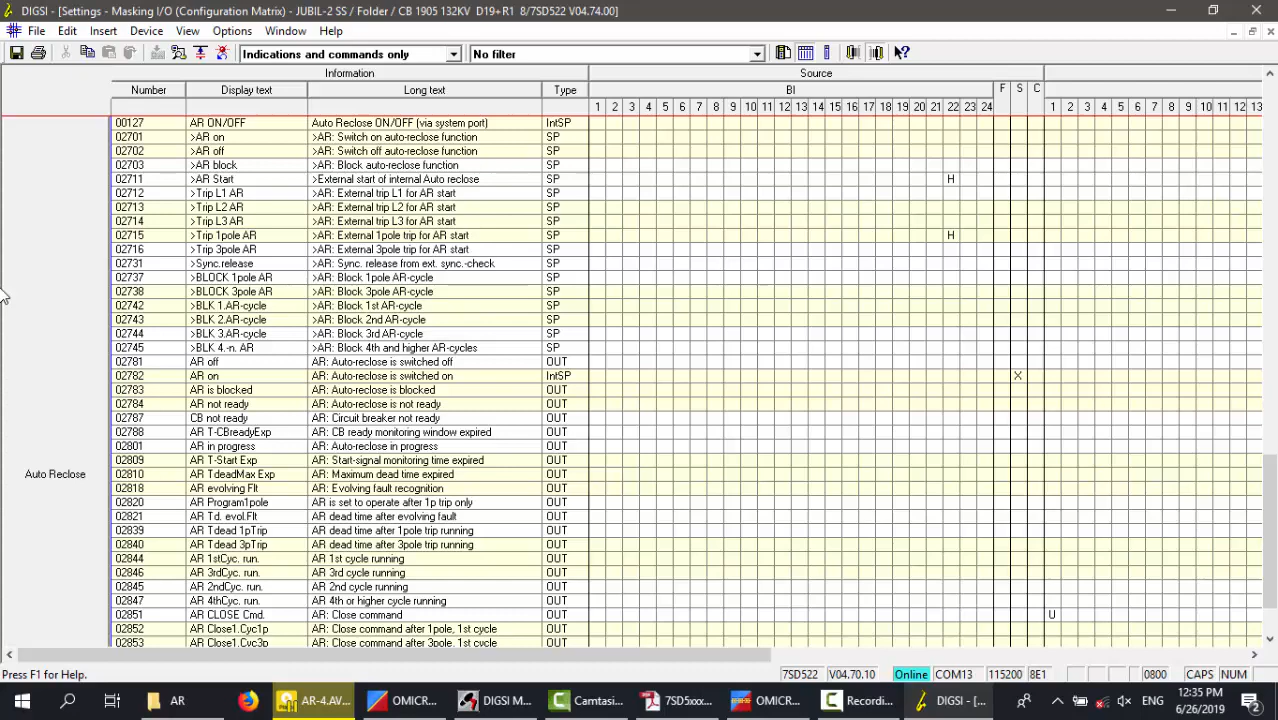 DIGSI - [Settings - Masking I/O (Configuration Matrix) - JUBIL-2 SS / Folder / CB 1905 132KV D19+R1 8/7SD522 V04.74.00]
File Edit Insert Device View Options Window Help
Indications and commands only No filter
Information Source
Number Display text Long text Type BI F S C
1 2 3 4 5 6 7 8 9 10 11 12 13 14 15 16 17 18 19 20 21 22 23 24 1 2 3 4 5 6 7 8 9 10 11 12 13
00127 AR ON/OFF Auto Reclose ON/OFF (via system port) IntSP
02701 >AR on >AR: Switch on auto-reclose function SP
02702 >AR off >AR: Switch off auto-reclose function SP
02703 >AR block >AR: Block auto-reclose function SP
02711 >AR Start >External start of internal Auto reclose SP H
02712 >Trip L1 AR >AR: External trip L1 for AR start SP
02713 >Trip L2 AR >AR: External trip L2 for AR start SP
02714 >Trip L3 AR >AR: External trip L3 for AR start SP
02715 >Trip 1pole AR >AR: External 1pole trip for AR start SP H
02716 >Trip 3pole AR >AR: External 3pole trip for AR start SP
02731 >Sync.release >AR: Sync. release from ext. sync.-check SP
02737 >BLOCK 1pole AR >AR: Block 1pole AR-cycle SP
02738 >BLOCK 3pole AR >AR: Block 3pole AR-cycle SP
02742 >BLK 1.AR-cycle >AR: Block 1st AR-cycle SP
02743 >BLK 2.AR-cycle >AR: Block 2nd AR-cycle SP
02744 >BLK 3.AR-cycle >AR: Block 3rd AR-cycle SP
02745 >BLK 4.-n. AR >AR: Block 4th and higher AR-cycles SP
02781 AR off AR: Auto-reclose is switched off OUT
02782 AR on AR: Auto-reclose is switched on IntSP X
02783 AR is blocked AR: Auto-reclose is blocked OUT
02784 AR not ready AR: Auto-reclose is not ready OUT
02787 CB not ready AR: Circuit breaker not ready OUT
02788 AR T-CBreadyExp AR: CB ready monitoring window expired OUT
02801 AR in progress AR: Auto-reclose in progress OUT
02809 AR T-Start Exp AR: Start-signal monitoring time expired OUT
Auto Reclose 02810 AR TdeadMax Exp AR: Maximum dead time expired OUT
02818 AR evolving Flt AR: Evolving fault recognition OUT
02820 AR Program1pole AR is set to operate after 1p trip only OUT
02821 AR Td. evol.Flt AR dead time after evolving fault OUT
02839 AR Tdead 1pTrip AR dead time after 1pole trip running OUT
02840 AR Tdead 3pTrip AR dead time after 3pole trip running OUT
02844 AR 1stCyc. run. AR 1st cycle running OUT
02846 AR 3rdCyc. run. AR 3rd cycle running OUT
02845 AR 2ndCyc. run. AR 2nd cycle running OUT
02847 AR 4thCyc. run. AR 4th or higher cycle running OUT
02851 AR CLOSE Cmd. AR: Close command OUT U
02852 AR Close1.Cyc1p AR: Close command after 1pole, 1st cycle OUT
02853 AR Close1.Cyc3p AR: Close command after 3pole, 1st cycle OUT
Press F1 for Help. 7SD522 V04.70.10 Online COM13 115200 8E1 0800 CAPS NUM
AR AR-4.AV... OMICR... DIGSI M... Camtasi... 7SD5xxx... OMICR... Recordi... DIGSI - [... ENG 12:35 PM
6/26/2019 2